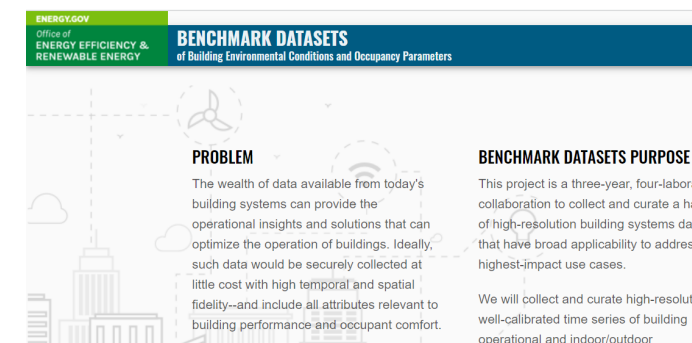 ENERGY.GOV
Office of
ENERGY EFFICIENCY &
RENEWABLE ENERGY
BENCHMARK DATASETS
of Building Environmental Conditions and Occupancy Parameters
PROBLEM
The wealth of data available from today's
building systems can provide the
operational insights and solutions that can
optimize the operation of buildings. Ideally,
such data would be securely collected at
little cost with high temporal and spatial
fidelity--and include all attributes relevant to
building performance and occupant comfort.
BENCHMARK DATASETS PURPOSE
This project is a three-year, four-labora
collaboration to collect and curate a ha
of high-resolution building systems da
that have broad applicability to addres
highest-impact use cases.
We will collect and curate high-resolut
well-calibrated time series of building
operational and indoor/outdoor